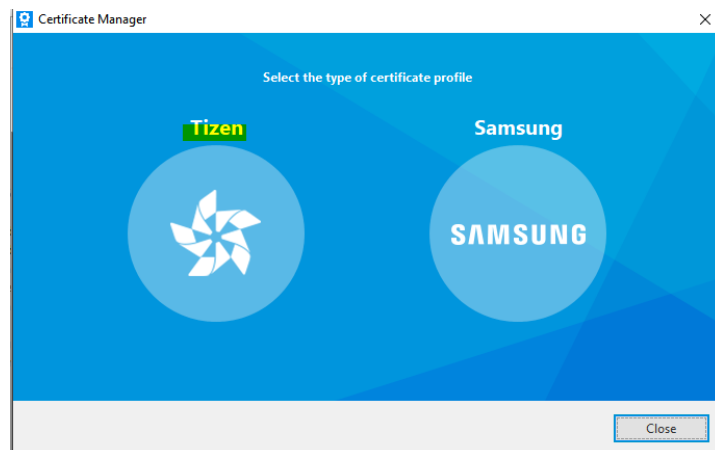 Certificate Manager
Select the type of certificate profile
Tizen
Samsung
SAMSUNG
Close